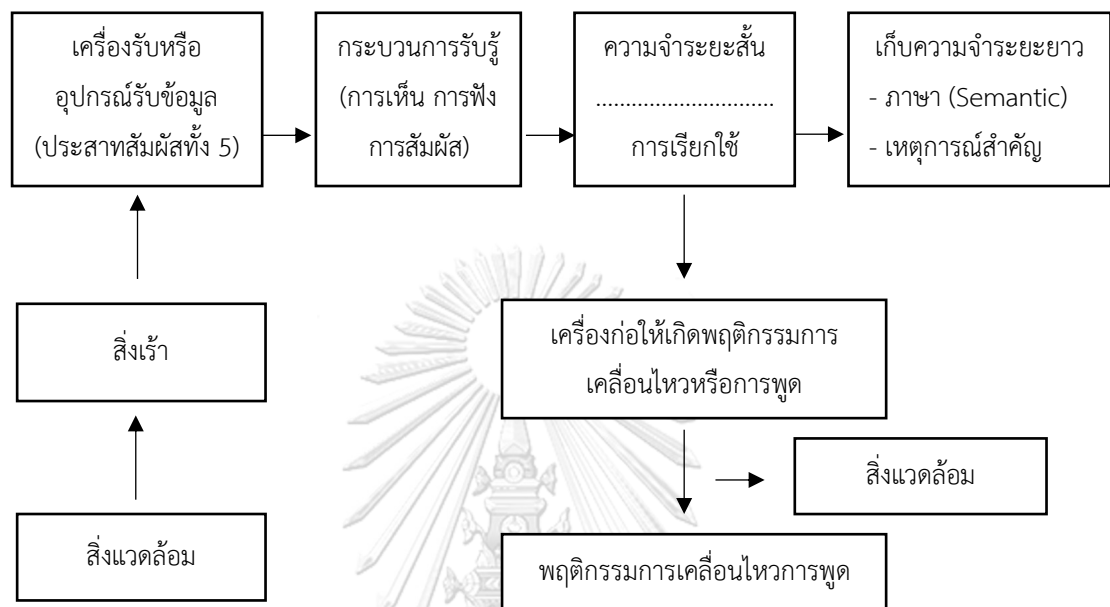 เครื่องรับหรือ
อุปกรณ์รับข้อมูล
(ประสาทสัมผัสทั้ง 5)
กระบวนการรับรู้
(การเห็น การฟัง
การสัมผัส)
ความจำระยะสั้น
..............................
การเรียกใช้
เก็บความจำระยะยาว
- ภาษา (Semantic)
- เหตุการณ์สำคัญ
สิ่งเร้า
เครื่องก่อให้เกิดพฤติกรรมการ
เคลื่อนไหวหรือการพูด
สิ่งแวดล้อม
สิ่งแวดล้อม
พฤติกรรมการเคลื่อนไหวการพูด